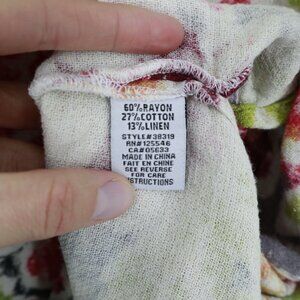 60%RAYON
27%COTTON
13%LINEN
STYLE#38319
RN#125546
CA#05633
MADE IN CHINA
FAIT EN CHINE
SEE REVERSE
FOR CARE
INSTRUCTIONS